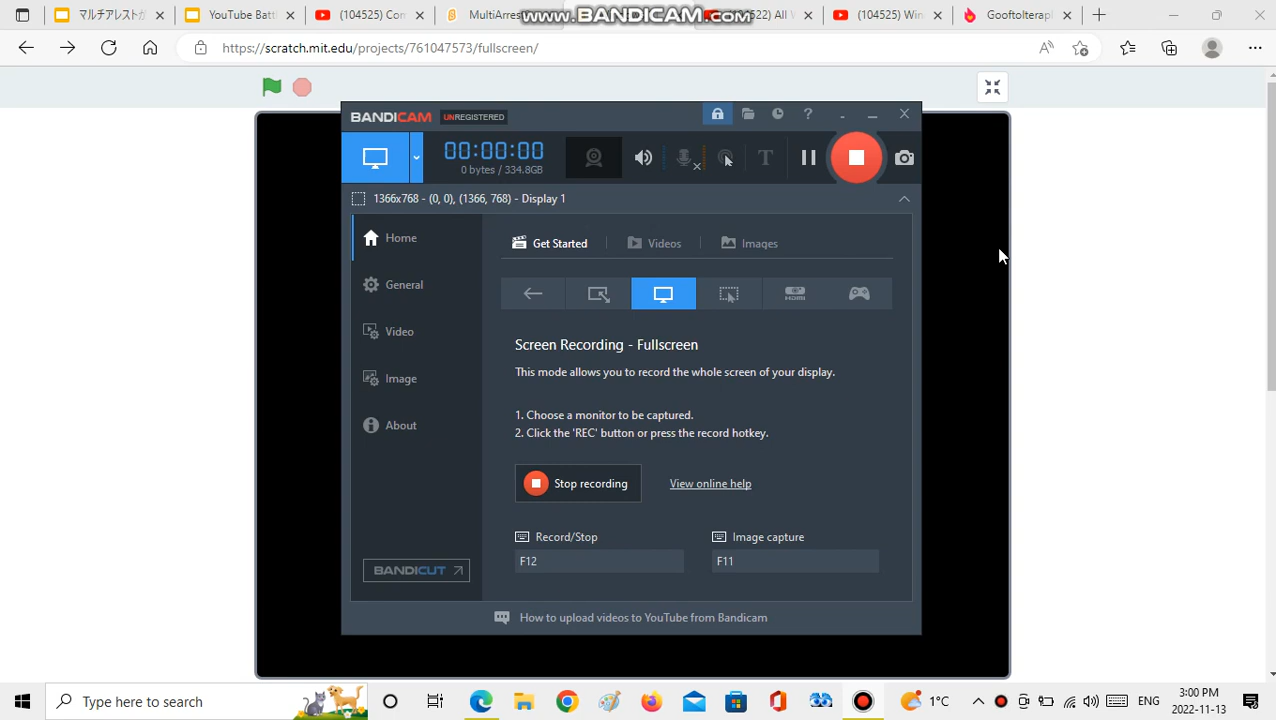 マルチアドス
YouTube Batt
(104525) Con
MultiArres
www.BANDICAM.com
22) All Y
(104525) Win
Gooftolterapl
https://scratch.mit.edu/projects/761047573/fullscreen/
BANDICAM UNREGISTERED
00:00:00
0 bytes / 334.8GB
1366x768 - (0, 0), (1366, 768) - Display 1
Home
General
Video
Image
About
BANDICUT
Get Started
Videos
Images
HDMI
Screen Recording - Fullscreen
This mode allows you to record the whole screen of your display.
1. Choose a monitor to be captured.
2. Click the 'REC' button or press the record hotkey.
Stop recording
View online help
Record/Stop
Image capture
F12
F11
How to upload videos to YouTube from Bandicam
Type here to search
1°C
ENG
3:00 PM
2022-11-13